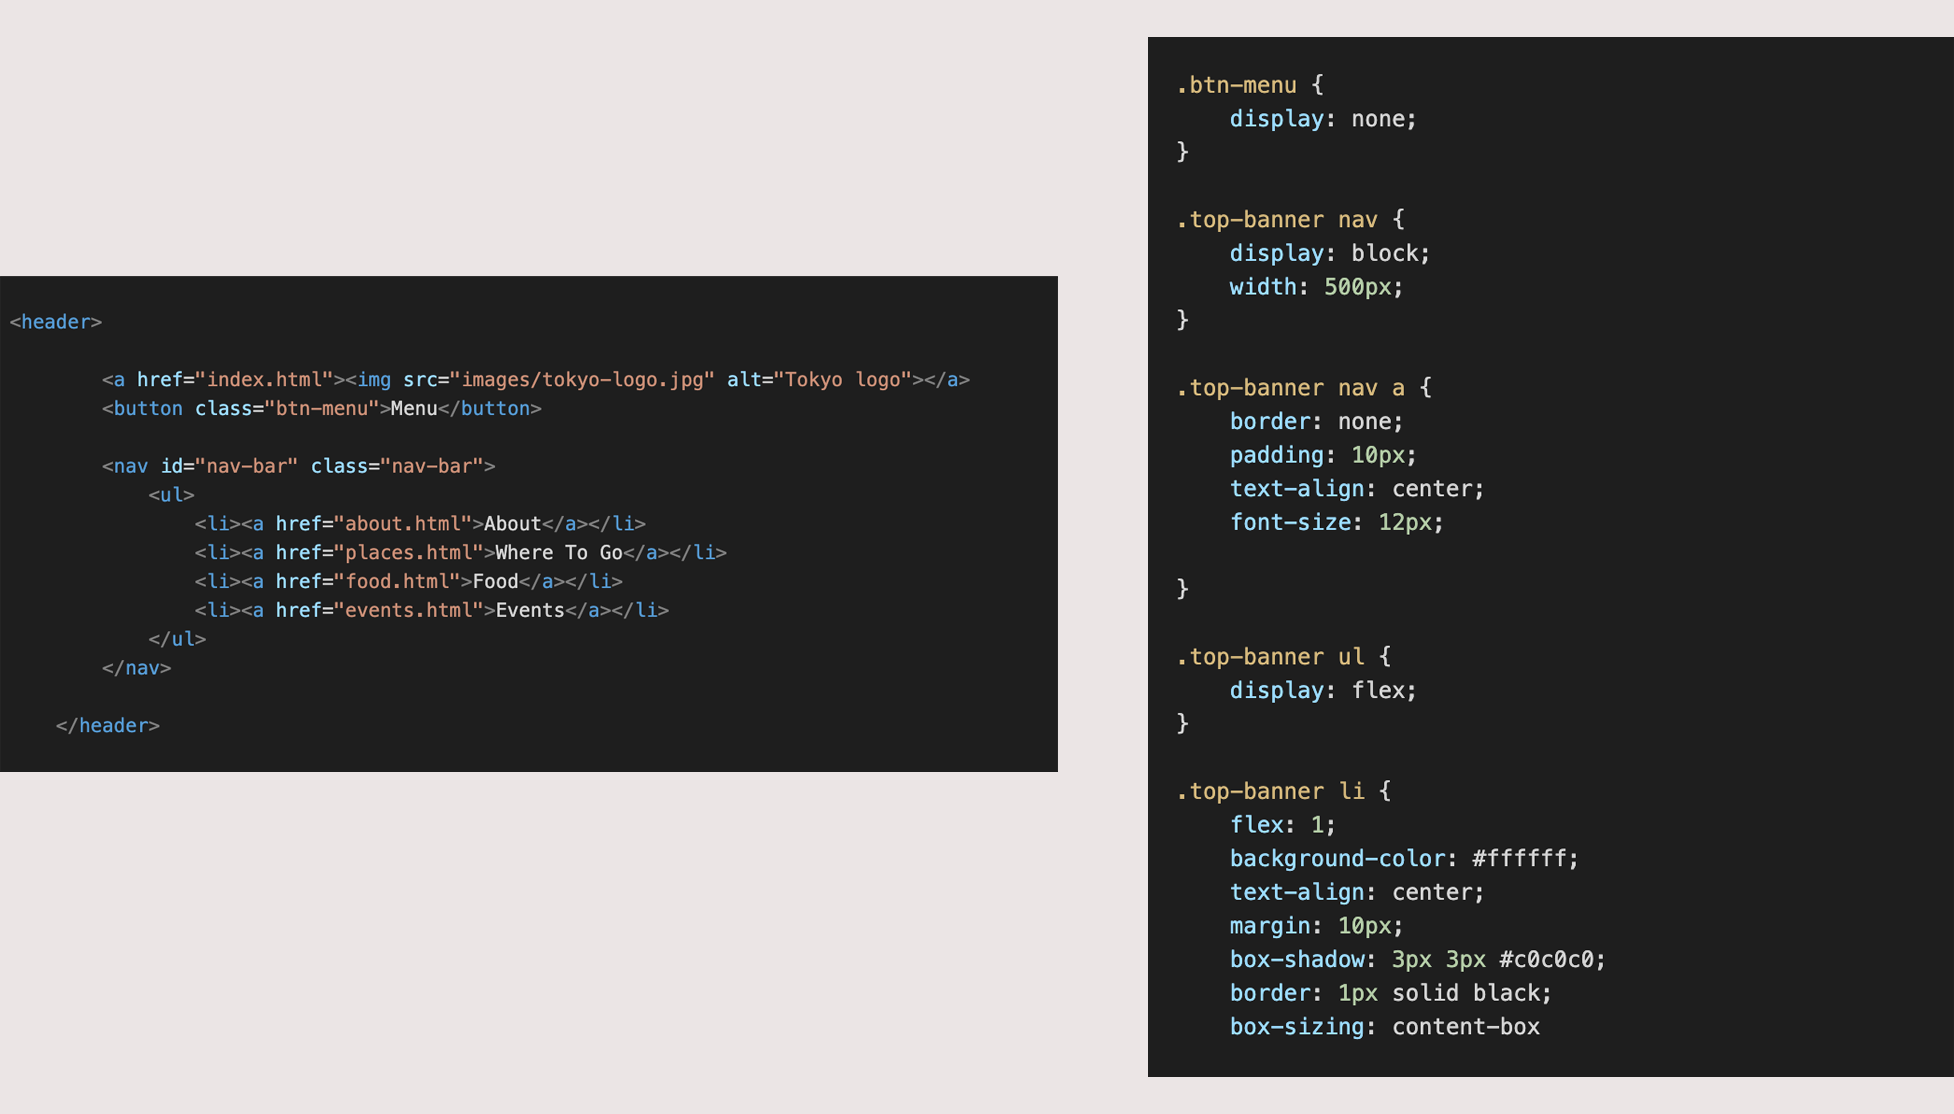 <header>
<a href="index.html"><img src="images/tokyo-logo.jpg" alt="Tokyo logo"></a>
<button class="btn-menu">Menu</button>
<nav id="nav-bar" class="nav-bar">
<ul>
<li><a href="about.html">About</a></li>
<li><a href="places.html">Where To Go</a></li>
<li><a href="food.html">Food</a></li>
<li><a href="events.html">Events</a></li>
</ul>
</nav>
</header>
.btn-menu {
display: none;
}
.top-banner nav {
display: block;
width: 500px;
}
.top-banner nav a {
border: none;
padding: 10px;
text-align: center;
font-size: 12px;
}
.top-banner ul {
display: flex;
}
.top-banner li {
flex: 1;
background-color: #ffffff;
text-align: center;
margin: 10px;
box-shadow: 3px 3px #c0c0c0;
border: 1px solid black;
box-sizing: content-box